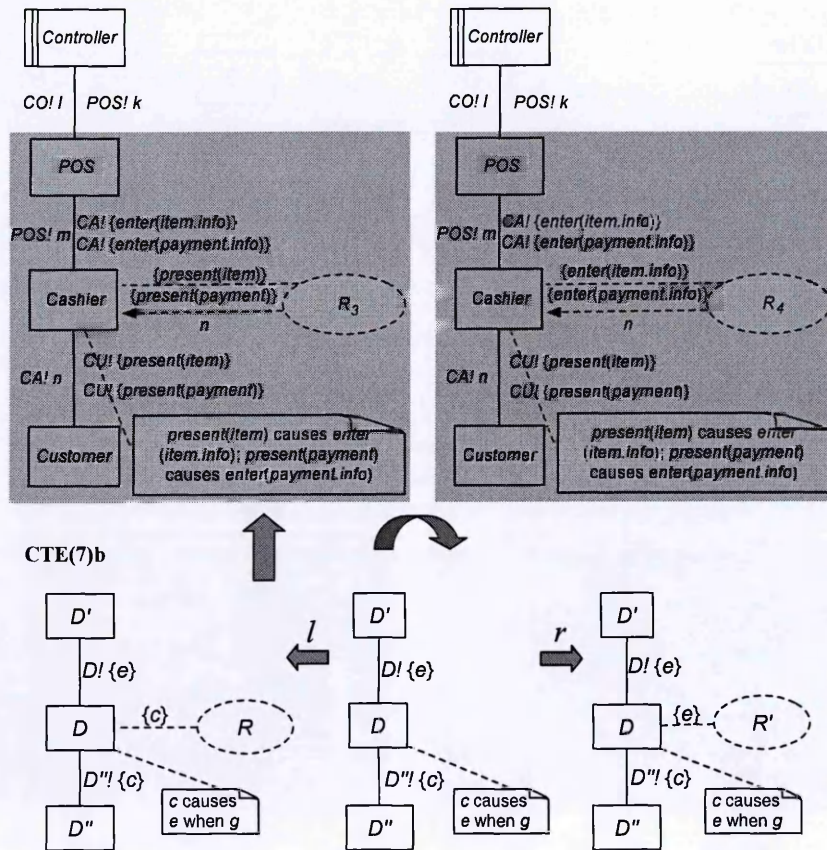 Controller
CO! l POS! k
POS
POS! m
CA! {enter(item.info)}
CA! {enter(payment.info)}
Cashier
{present(item)}
{present(payment)}
n
R3
CA! n
CU! {present(item)}
CU! {present(payment)}
Customer
present(item) causes enter
(item.info); present(payment)
causes enter(payment.info)
Controller
CO! l POS! k
POS
POS! m
CA! {enter(item.info)}
CA! {enter(payment.info)}
Cashier
{enter(item.info)}
{enter(payment.info)}
n
R4
CA! n
CU! {present(item)}
CU! {present(payment)}
Customer
present(item) causes enter
(item.info); present(payment)
causes enter(payment.info)
CTE(7)b
D'
D! {e}
D
{c}
R
D''! {c}
c causes
e when g
D''
l
D'
D! {e}
D
D''! {c}
c causes
e when g
D''
r
D'
D! {e}
D
{e}
R'
D''! {c}
c causes
e when g
D''